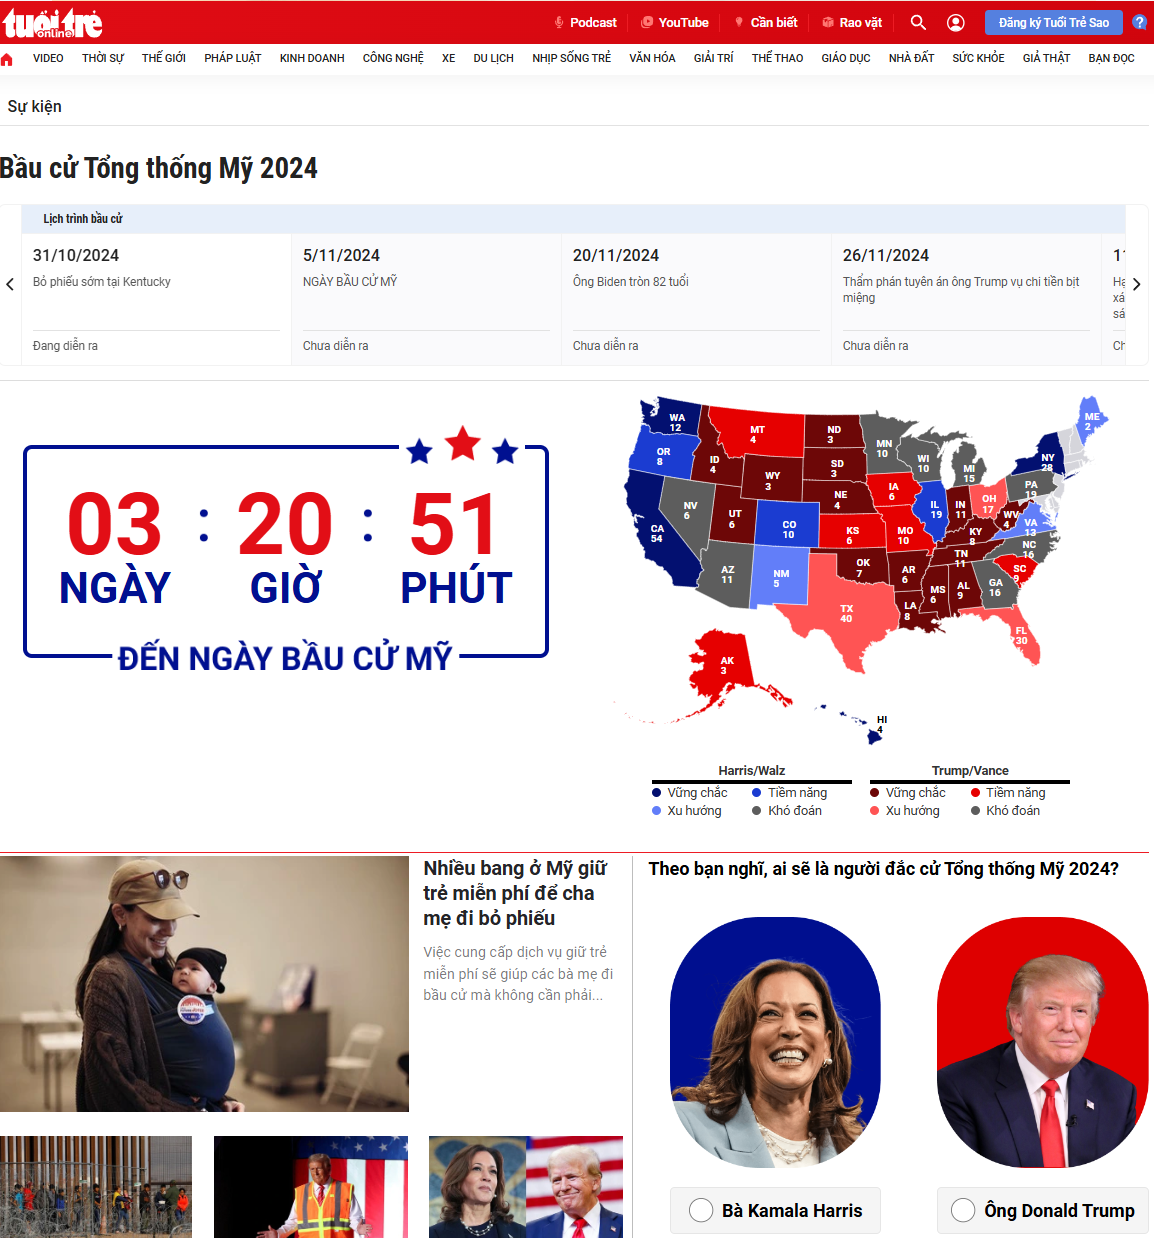 tuổi trẻ
online
Podcast
YouTube
Cần biết
Rao vặt
Đăng ký Tuổi Trẻ Sao
?
VIDEO
THỜI SỰ
THẾ GIỚI
PHÁP LUẬT
KINH DOANH
CÔNG NGHỆ
XE
DU LỊCH
NHỊP SỐNG TRẺ
VĂN HÓA
GIẢI TRÍ
THỂ THAO
GIÁO DỤC
NHÀ ĐẤT
SỨC KHỎE
GIẢ THẬT
BẠN ĐỌC
Sự kiện
Bầu cử Tổng thống Mỹ 2024
Lịch trình bầu cử
31/10/2024
Bỏ phiếu sớm tại Kentucky
Đang diễn ra
5/11/2024
NGÀY BẦU CỬ MỸ
Chưa diễn ra
20/11/2024
Ông Biden tròn 82 tuổi
Chưa diễn ra
26/11/2024
Thẩm phán tuyên án ông Trump vụ chi tiền bịt
miệng
Chưa diễn ra
03 : 20 : 51
NGÀY GIỜ PHÚT
ĐẾN NGÀY BẦU CỬ MỸ
WA
12
OR
8
CA
54
NV
6
ID
4
MT
4
WY
3
UT
6
AZ
11
CO
10
NM
5
ND
3
SD
3
NE
4
KS
6
OK
7
TX
40
MN
10
IA
6
MO
10
AR
6
LA
8
WI
10
IL
19
MI
15
IN
11
OH
17
KY
8
TN
11
MS
6
AL
9
GA
16
FL
30
SC
9
NC
16
VA
13
WV
4
PA
19
NY
28
ME
2
AK
3
HI
4
Harris/Walz
Vững chắc
Tiềm năng
Xu hướng
Khó đoán
Trump/Vance
Vững chắc
Tiềm năng
Xu hướng
Khó đoán
Nhiều bang ở Mỹ giữ
trẻ miễn phí để cha
mẹ đi bỏ phiếu
Việc cung cấp dịch vụ giữ trẻ
miễn phí sẽ giúp các bà mẹ đi
bầu cử mà không cần phải...
Theo bạn nghĩ, ai sẽ là người đắc cử Tổng thống Mỹ 2024?
Bà Kamala Harris
Ông Donald Trump